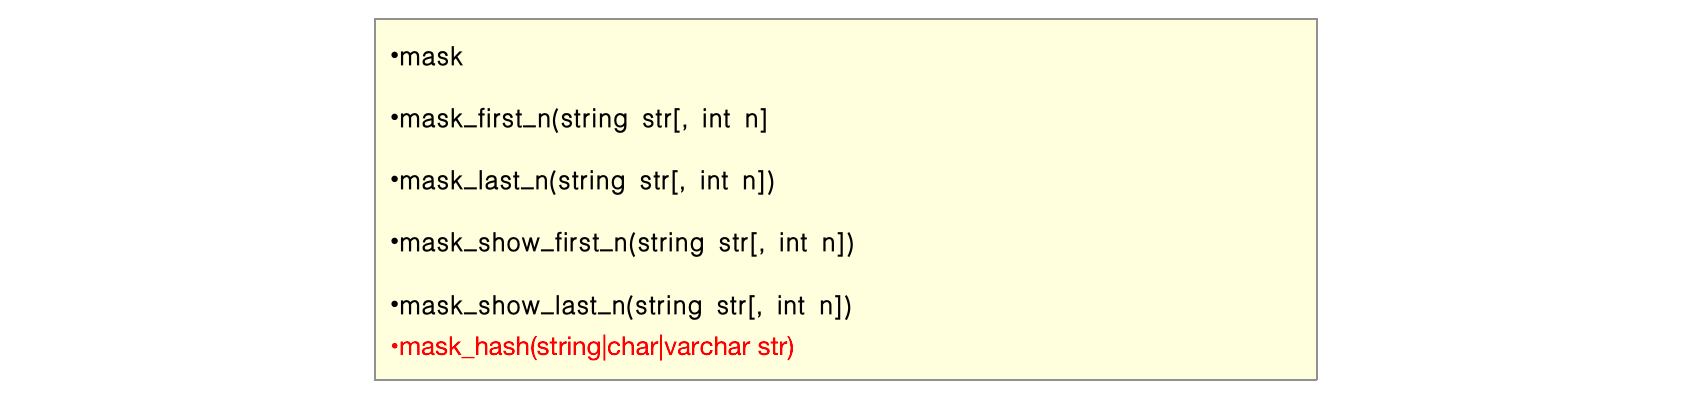 •mask
•mask_first_n(string str[, int n]
•mask_last_n(string str[, int n])
•mask_show_first_n(string str[, int n])
•mask_show_last_n(string str[, int n])
•mask_hash(string|char|varchar str)